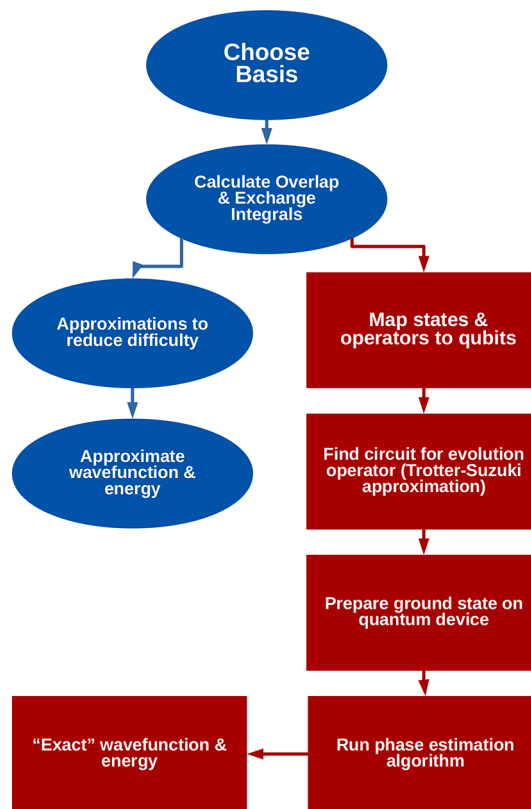 Choose
Basis
Calculate Overlap
& Exchange
Integrals
Approximations to
reduce difficulty
Map states &
operators to qubits
Approximate
wavefunction &
energy
Find circuit for evolution
operator (Trotter-Suzuki
approximation)
Prepare ground state on
quantum device
“Exact” wavefunction &
energy
Run phase estimation
algorithm